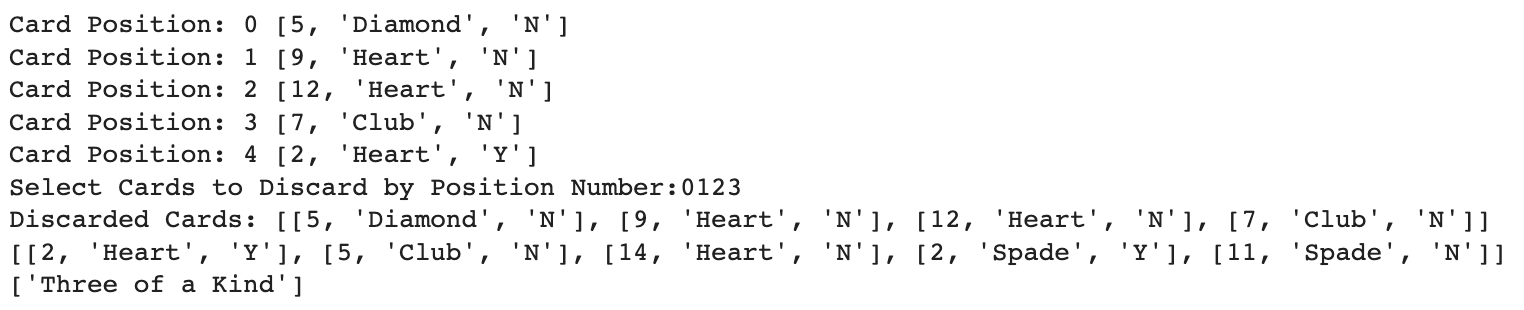 Card Position: 0 [5, 'Diamond', 'N']
Card Position: 1 [9, 'Heart', 'N']
Card Position: 2 [12, 'Heart', 'N']
Card Position: 3 [7, 'Club', 'N']
Card Position: 4 [2, 'Heart', 'Y']
Select Cards to Discard by Position Number:0123
Discarded Cards: [[5, 'Diamond', 'N'], [9, 'Heart', 'N'], [12, 'Heart', 'N'], [7, 'Club', 'N']]
[[2, 'Heart', 'Y'], [5, 'Club', 'N'], [14, 'Heart', 'N'], [2, 'Spade', 'Y'], [11, 'Spade', 'N']]
['Three of a Kind']